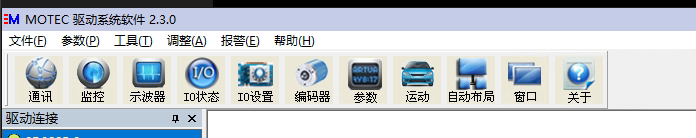 MOTEC 驱动系统软件 2.3.0
文件(F) 参数(P) 工具(T) 调整(A) 报警(E) 帮助(H)
通讯 监控 示波器 IO状态 IO设置 编码器 参数 运动 自动布局 窗口 关于
驱动连接